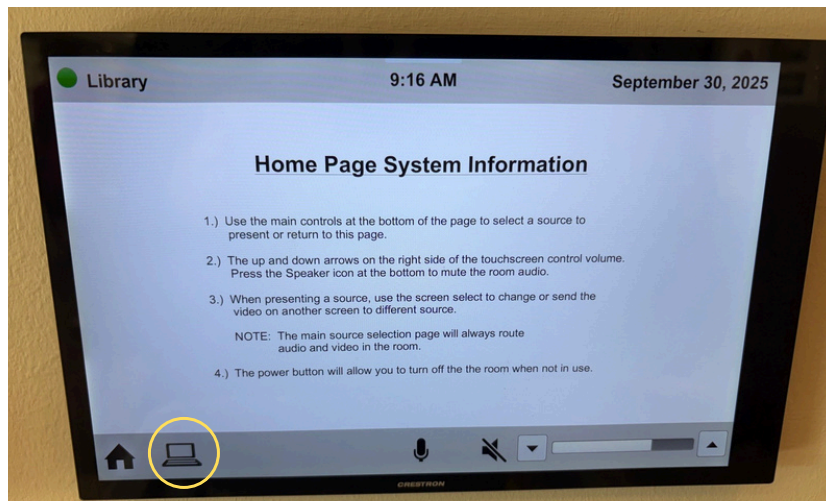 Library 9:16 AM September 30, 2025
Home Page System Information
1.) Use the main controls at the bottom of the page to select a source to
present or return to this page.
2.) The up and down arrows on the right side of the touchscreen control volume.
Press the Speaker icon at the bottom to mute the room audio.
3.) When presenting a source, use the screen select to change or send the
video on another screen to different source.
NOTE: The main source selection page will always route
audio and video in the room.
4.) The power button will allow you to turn off the the room when not in use.
CRESTRON